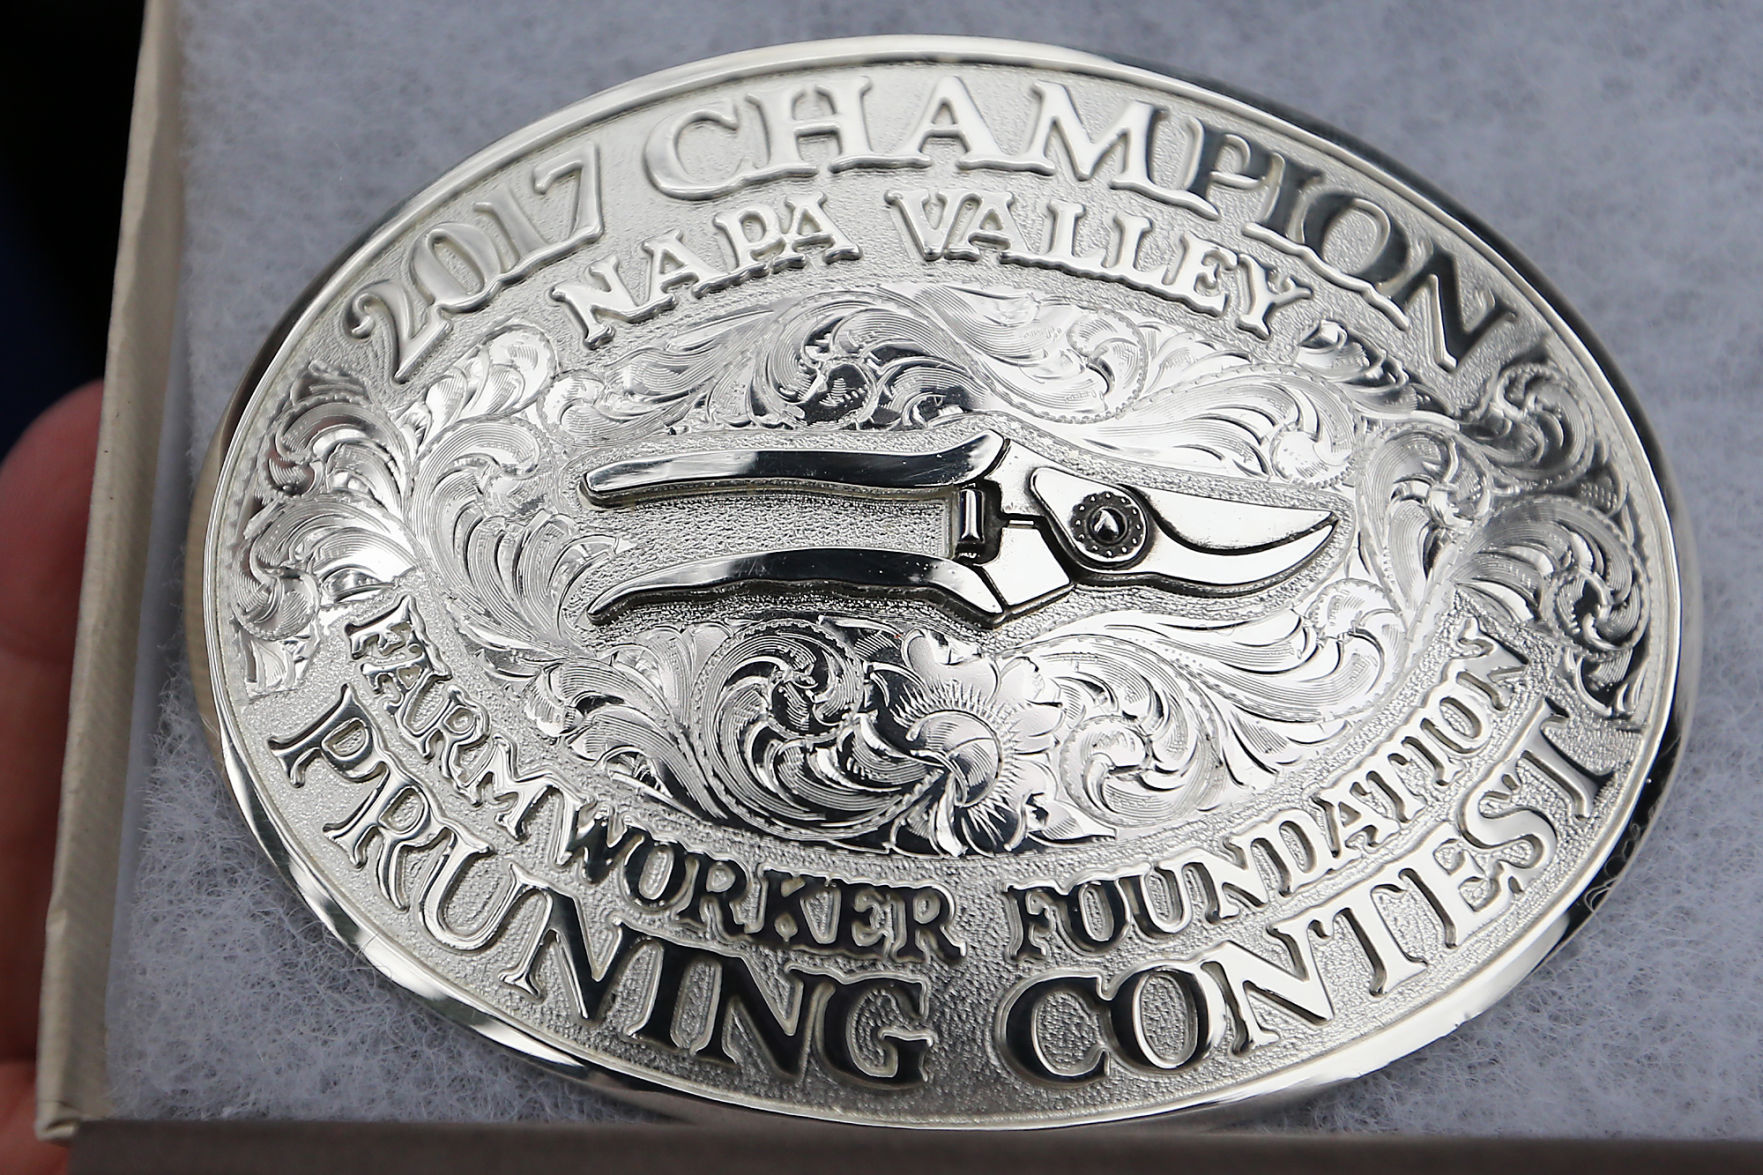 2017 CHAMPION
NAPA VALLEY
FARMWORKER FOUNDATION
PRUNING CONTEST